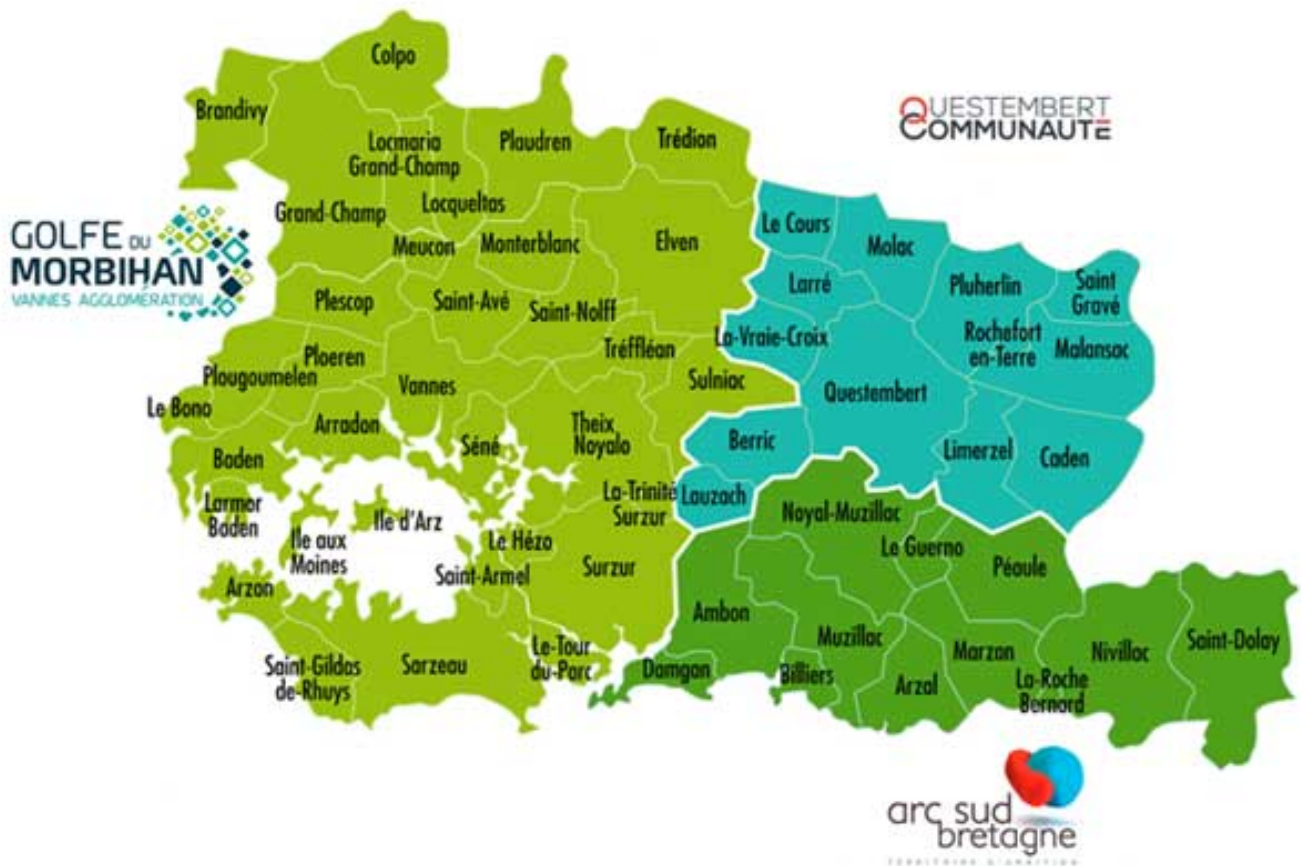 Colpo
Brandivy
QUESTEMBERT
COMMUNAUTÉ
Locmaria
Grand-Champ
Plaudren
Trédion
Grand-Champ
Locqueltas
GOLFE DU
MORBIHAN
VANNES AGGLOMÉRATION
Meucon
Monterblanc
Elven
Le Cours
Molac
Larré
Pluherlin
Saint
Gravé
Plescop
Saint-Avé
Saint-Nolff
La-Vraie-Croix
Rochefort
en-Terre
Malansac
Ploeren
Plougoumelen
Tréffléan
Vannes
Sulniac
Questembert
Le Bono
Arradon
Séné
Theix
Noyalo
Berric
Limerzel
Caden
Baden
Larmor
Baden
Ile d'Arz
La-Trinité
Surzur
Lauzach
Noyal-Muzillac
Ile aux
Moines
Le Hézo
Le Guerno
Saint-Armel
Surzur
Péaule
Arzon
Ambon
Muzillac
Marzan
Nivillac
Saint-Dolay
Saint-Gildas
de-Rhuys
Sarzeau
Le-Tour
du-Parc
Damgan
Billiers
Arzal
La-Roche
Bernard
arc sud
bretagne
TERRITOIRE D'AMBITION